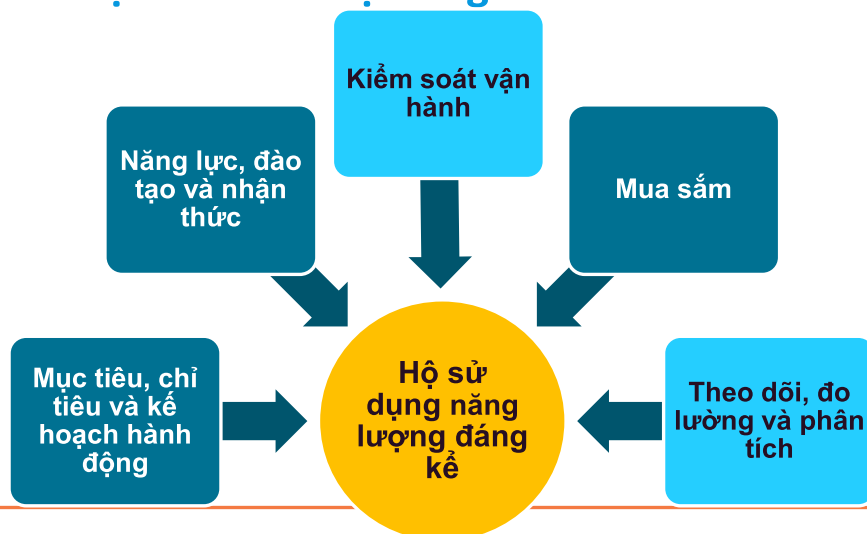 Kiểm soát vận
hành
Năng lực, đào
tạo và nhận
thức
Mua sắm
Mục tiêu, chỉ
tiêu và kế
hoạch hành
động
Hộ sử
dụng năng
lượng đáng
kể
Theo dõi, đo
lường và phân
tích